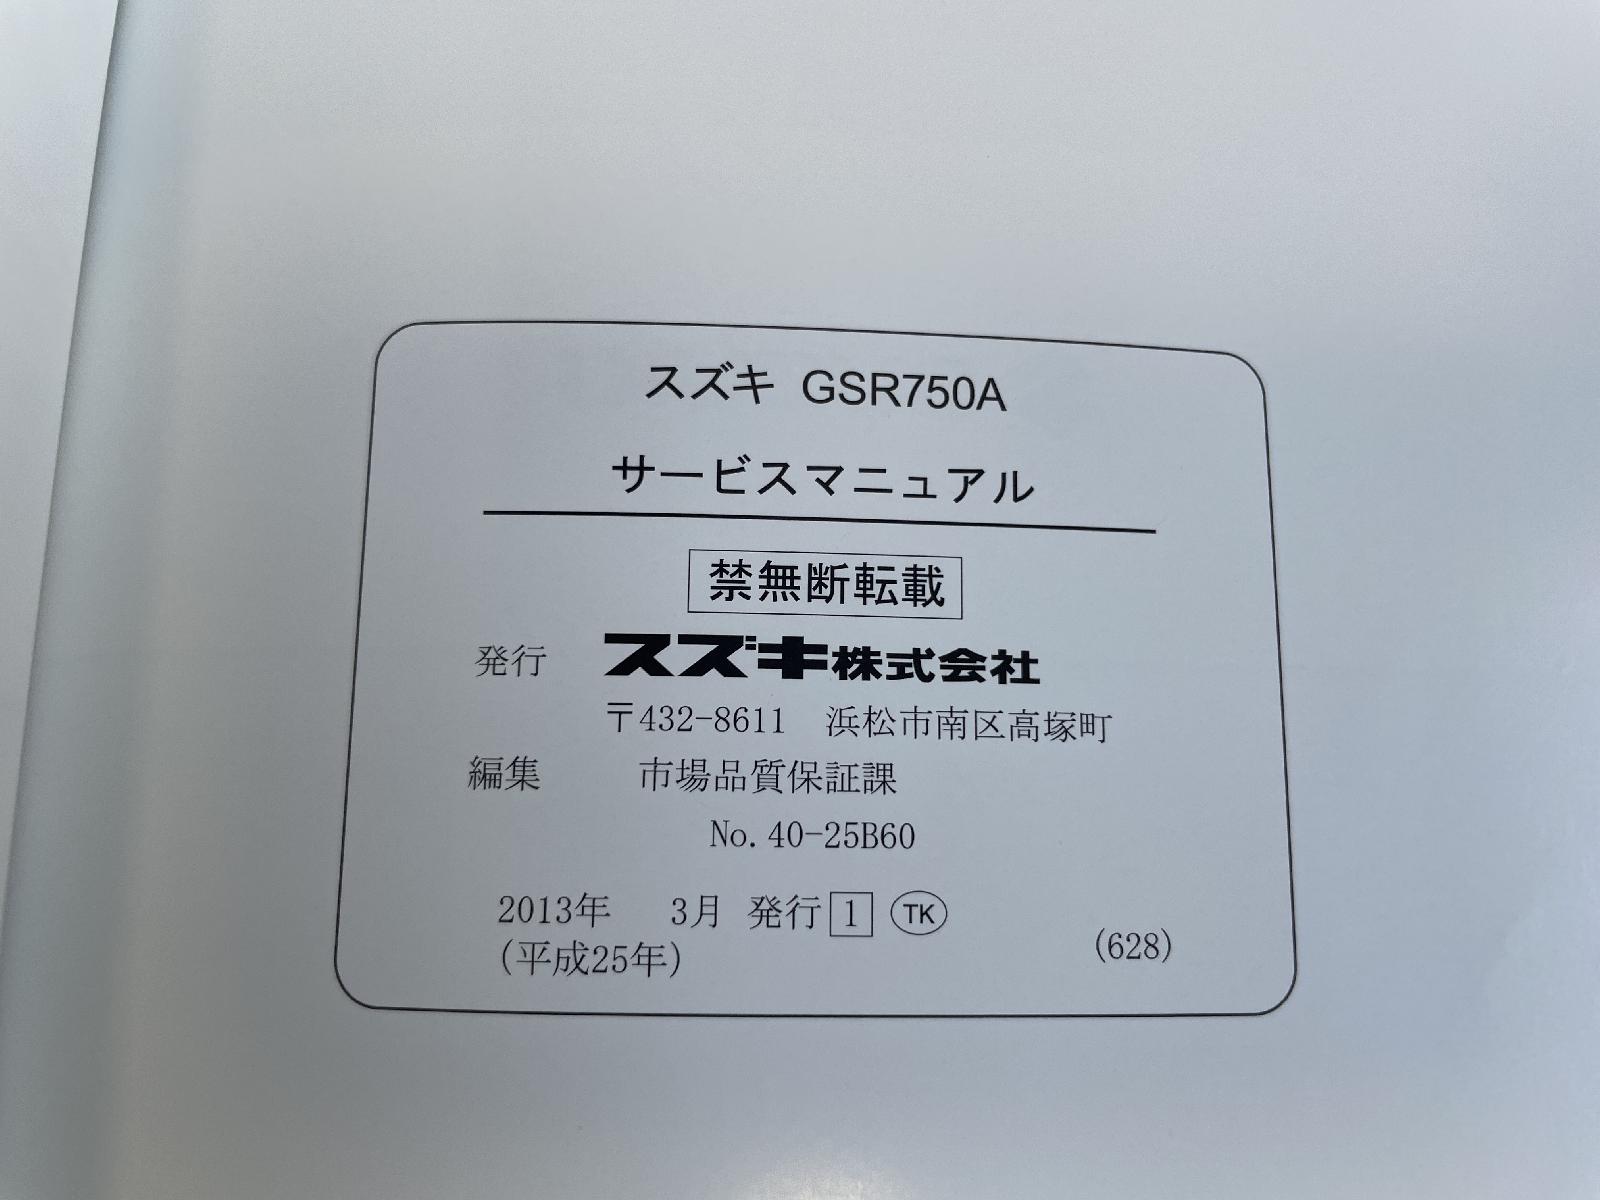 スズキ GSR750A
サービスマニュアル
禁無断転載
発行 スズキ株式会社
〒432-8611 浜松市南区高塚町
編集 市場品質保証課
No.40-25B60
2013年 3月 発行 1 TK
(平成25年) (628)